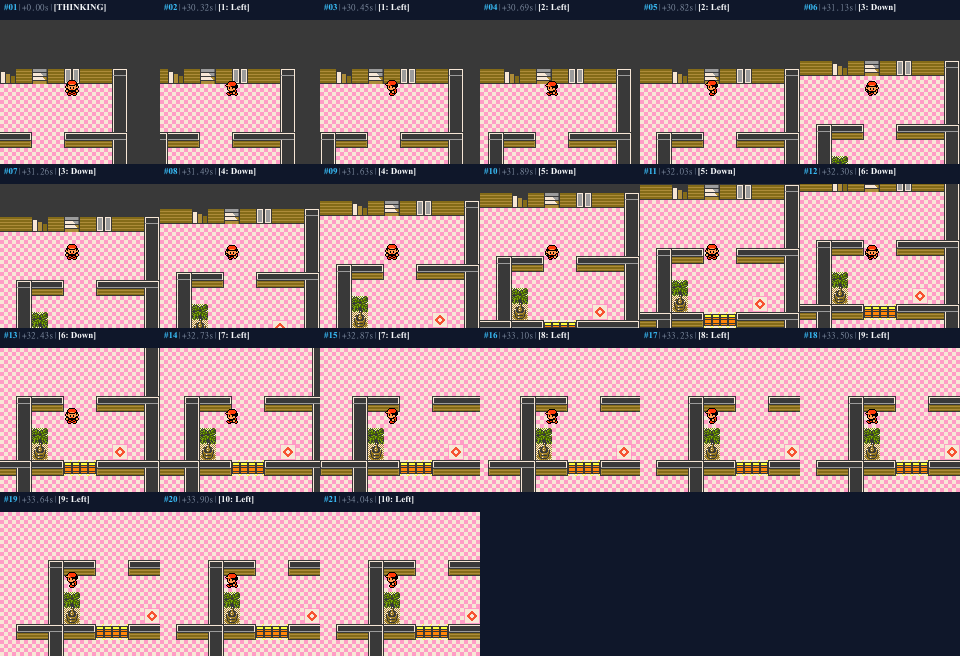 #01|+0.00s|[THINKING]
#02|+30.32s|[1: Left]
#03|+30.45s|[1: Left]
#04|+30.69s|[2: Left]
#05|+30.82s|[2: Left]
#06|+31.13s|[3: Down]
#07|+31.26s|[3: Down]
#08|+31.49s|[4: Down]
#09|+31.63s|[4: Down]
#10|+31.89s|[5: Down]
#11|+32.03s|[5: Down]
#12|+32.30s|[6: Down]
#13|+32.43s|[6: Down]
#14|+32.73s|[7: Left]
#15|+32.87s|[7: Left]
#16|+33.10s|[8: Left]
#17|+33.23s|[8: Left]
#18|+33.50s|[9: Left]
#19|+33.64s|[9: Left]
#20|+33.90s|[10: Left]
#21|+34.04s|[10: Left]